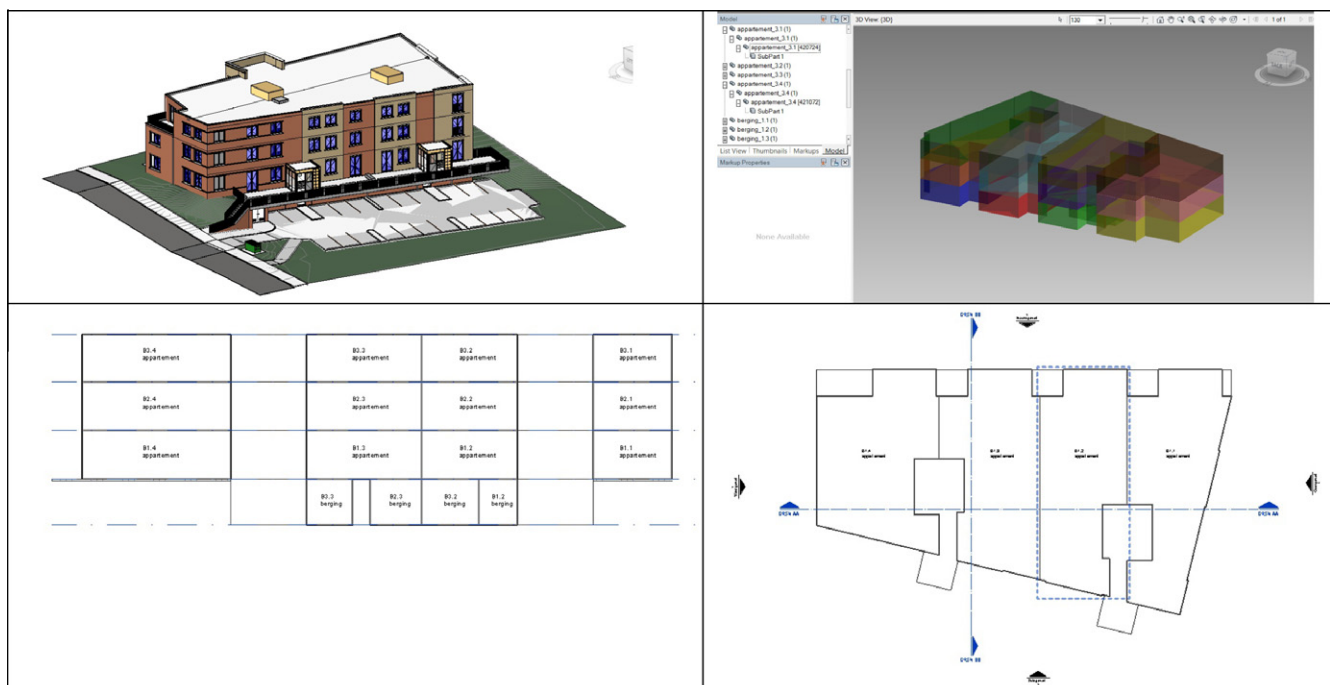 Model
appartement_3.1 (1)
appartement_3.1 (1)
appartement_3.1 [420724]
SubPart1
appartement_3.2 (1)
appartement_3.3 (1)
appartement_3.4 (1)
appartement_3.4 (1)
appartement_3.4 [421072]
SubPart1
berging_1.1 (1)
berging_1.2 (1)
berging_1.3 (1)
List View Thumbnails Markups Model
Markup Properties
None Available
3D View (3D)
130
1 of 1
B3.4
appartement
B3.3
appartement
B3.2
appartement
B3.1
appartement
B2.4
appartement
B2.3
appartement
B2.2
appartement
B2.1
appartement
B1.4
appartement
B1.3
appartement
B1.2
appartement
B1.1
appartement
B3.3
berging
B2.3
berging
B3.2
berging
B1.2
berging